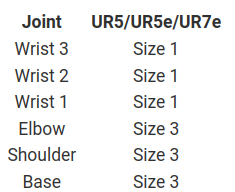 Joint UR5/UR5e/UR7e
Wrist 3 Size 1
Wrist 2 Size 1
Wrist 1 Size 1
Elbow Size 3
Shoulder Size 3
Base Size 3